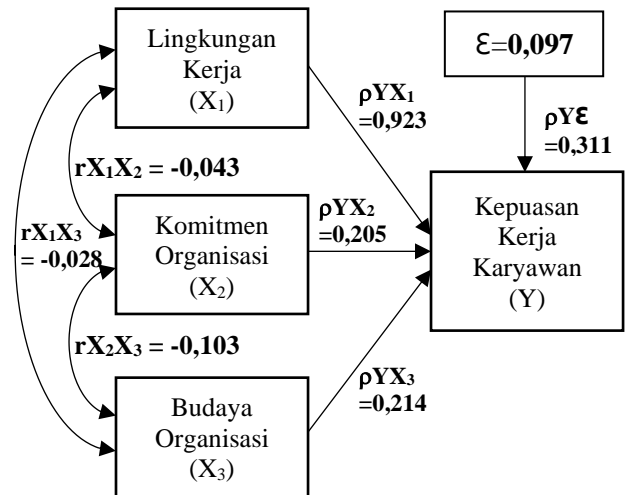 Lingkungan
Kerja
(X₁)
Ɛ=0,097
ρYX₁
=0,923
ρYƐ
=0,311
rX₁X₂ = -0,043
rX₁X₃
= -0,028
Komitmen
Organisasi
(X₂)
ρYX₂
=0,205
Kepuasan
Kerja
Karyawan
(Y)
rX₂X₃ = -0,103
ρYX₃
=0,214
Budaya
Organisasi
(X₃)